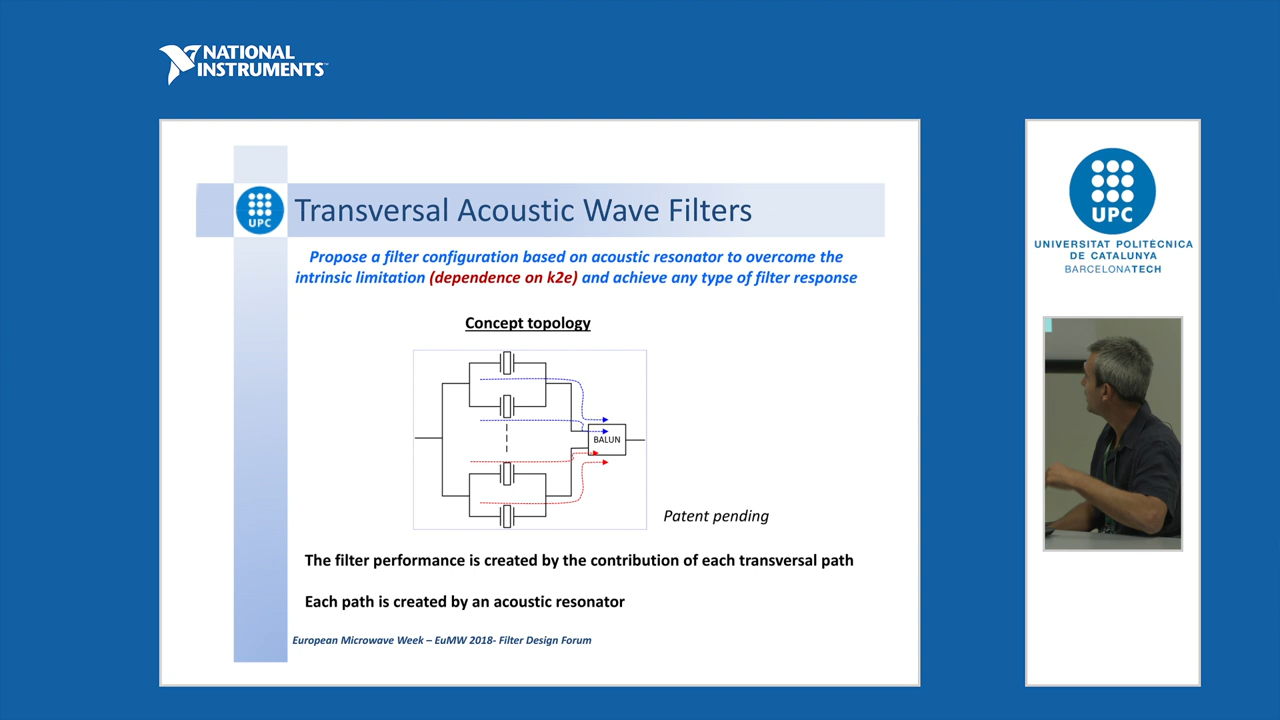 NATIONAL
INSTRUMENTS™
UPC
Transversal Acoustic Wave Filters
Propose a filter configuration based on acoustic resonator to overcome the
intrinsic limitation (dependence on k2e) and achieve any type of filter response
Concept topology
BALUN
Patent pending
The filter performance is created by the contribution of each transversal path
Each path is created by an acoustic resonator
European Microwave Week – EuMW 2018- Filter Design Forum
UPC
UNIVERSITAT POLITÈCNICA
DE CATALUNYA
BARCELONATECH